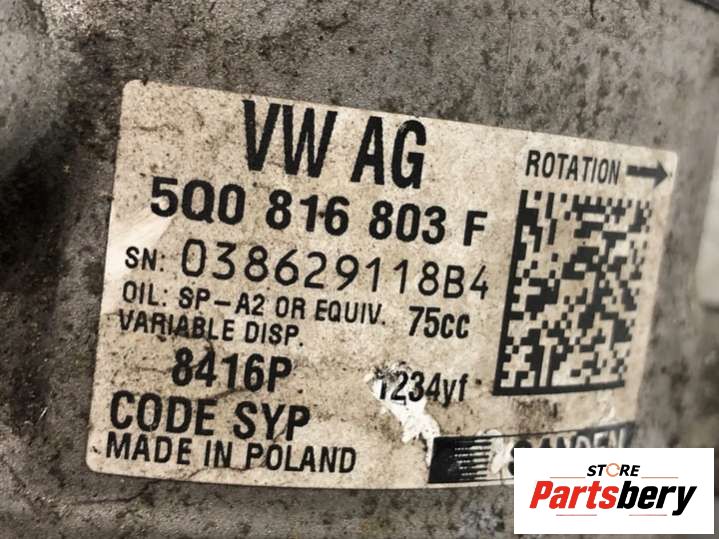 VW AG
ROTATION
5Q0 816 803 F
SN: 038629118B4
OIL: SP-A2 OR EQUIV. 75cc
VARIABLE DISP.
8416P 1234yf
CODE SYP
MADE IN POLAND
STORE
Partsbery